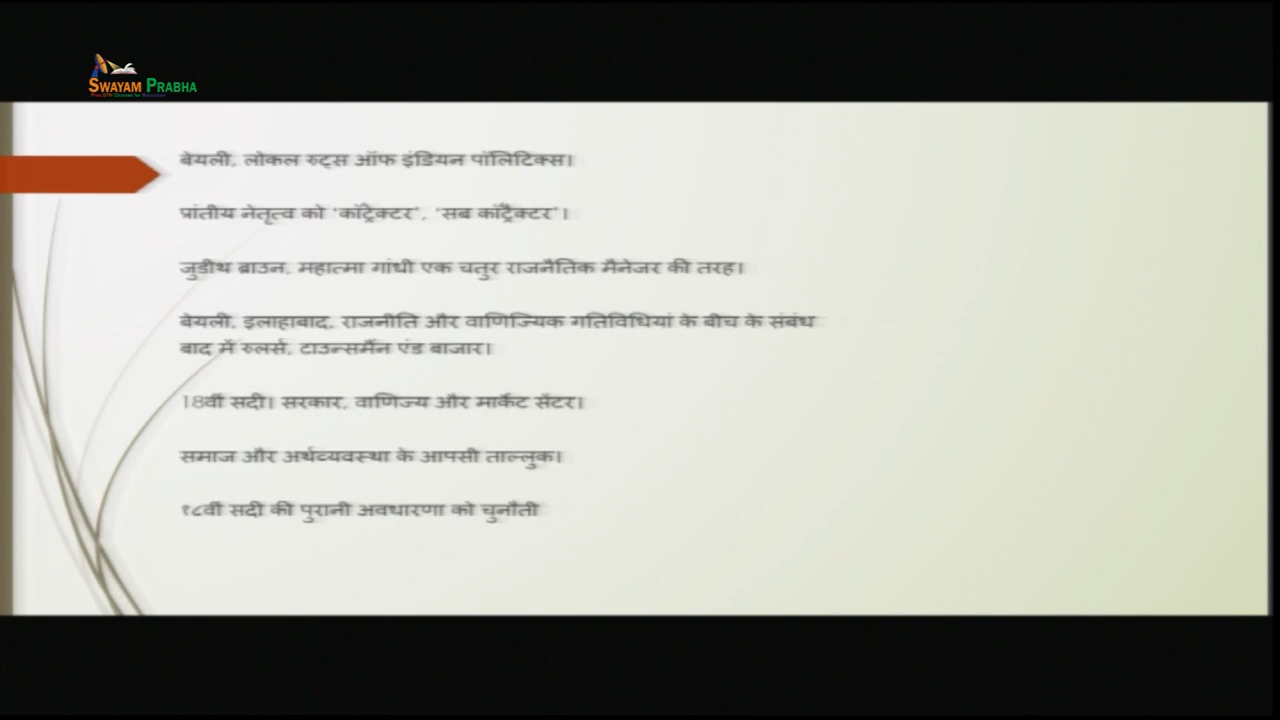 SWAYAM PRABHA
बेयली, लोकल रुट्स ऑफ इंडियन पॉलिटिक्स।
प्रांतीय नेतृत्व को 'कॉट्रेक्टर', 'सब कॉट्रैक्टर'।
जुडीथ ब्राउन, महात्मा गांधी एक चतुर राजनैतिक मैनेजर की तरह।
बेयली, इलाहाबाद, राजनीति और वाणिज्यिक गतिविधियां के बीच के संबंध
बाद में रुलर्स, टाउन्समैंन एंड बाजार।
18वीं सदी। सरकार, वाणिज्य और मार्केट सेंटर।
समाज और अर्थव्यवस्था के आपसी ताल्लुक।
१८वीं सदी की पुरानी अवधारणा को चुनौती